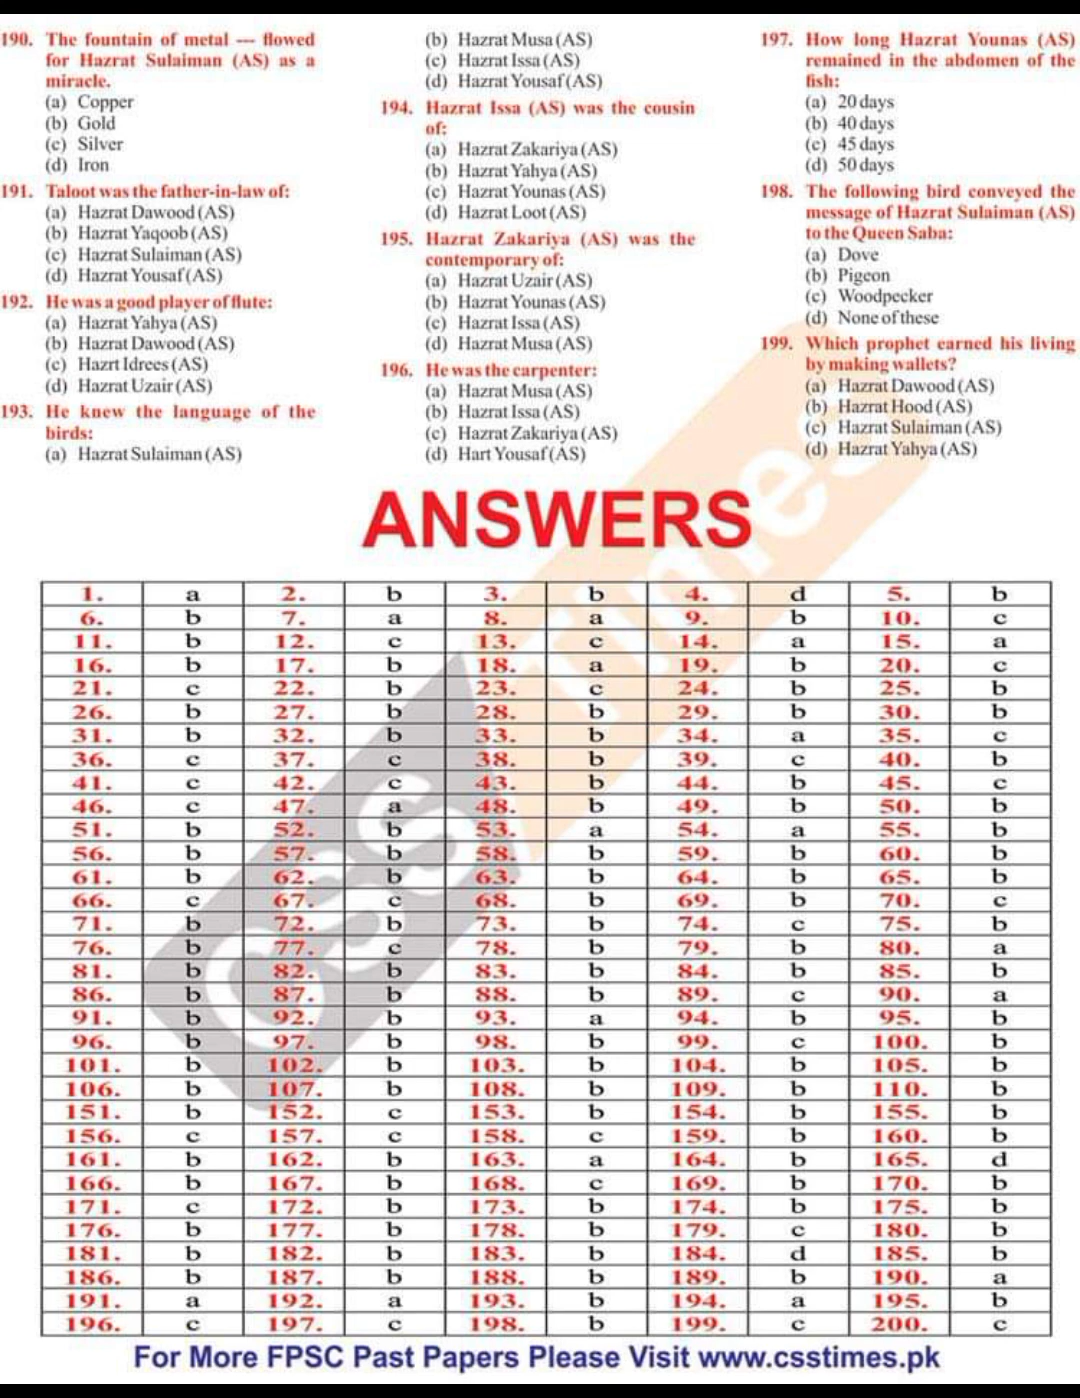 190. The fountain of metal --- flowed
for Hazrat Sulaiman (AS) as a
miracle.
(a) Copper
(b) Gold
(c) Silver
(d) Iron
191. Taloot was the father-in-law of:
(a) Hazrat Dawood (AS)
(b) Hazrat Yaqoob (AS)
(c) Hazrat Sulaiman (AS)
(d) Hazrat Yousaf (AS)
192. He was a good player of flute:
(a) Hazrat Yahya (AS)
(b) Hazrat Dawood (AS)
(c) Hazrt Idrees (AS)
(d) Hazrat Uzair (AS)
193. He knew the language of the
birds:
(a) Hazrat Sulaiman (AS)
(b) Hazrat Musa (AS)
(c) Hazrat Issa (AS)
(d) Hazrat Yousaf (AS)
194. Hazrat Issa (AS) was the cousin
of:
(a) Hazrat Zakariya (AS)
(b) Hazrat Yahya (AS)
(c) Hazrat Younas (AS)
(d) Hazrat Loot (AS)
195. Hazrat Zakariya (AS) was the
contemporary of:
(a) Hazrat Uzair (AS)
(b) Hazrat Younas (AS)
(c) Hazrat Issa (AS)
(d) Hazrat Musa (AS)
196. He was the carpenter:
(a) Hazrat Musa (AS)
(b) Hazrat Issa (AS)
(c) Hazrat Zakariya (AS)
(d) Hart Yousaf (AS)
197. How long Hazrat Younas (AS)
remained in the abdomen of the
fish:
(a) 20 days
(b) 40 days
(c) 45 days
(d) 50 days
198. The following bird conveyed the
message of Hazrat Sulaiman (AS)
to the Queen Saba:
(a) Dove
(b) Pigeon
(c) Woodpecker
(d) None of these
199. Which prophet earned his living
by making wallets?
(a) Hazrat Dawood (AS)
(b) Hazrat Hood (AS)
(c) Hazrat Sulaiman (AS)
(d) Hazrat Yahya (AS)
ANSWERS
1. a 2. b 3. b 4. d 5. b
6. b 7. a 8. a 9. b 10. c
11. b 12. c 13. c 14. a 15. a
16. b 17. b 18. a 19. b 20. c
21. c 22. b 23. c 24. b 25. b
26. b 27. b 28. b 29. b 30. b
31. b 32. b 33. b 34. a 35. c
36. c 37. c 38. b 39. c 40. b
41. c 42. c 43. b 44. b 45. c
46. c 47. a 48. b 49. b 50. b
51. b 52. b 53. a 54. a 55. b
56. b 57. b 58. b 59. b 60. b
61. b 62. b 63. b 64. b 65. b
66. c 67. c 68. b 69. b 70. c
71. b 72. b 73. b 74. c 75. b
76. b 77. c 78. b 79. b 80. a
81. b 82. b 83. b 84. b 85. b
86. b 87. b 88. b 89. c 90. a
91. b 92. b 93. a 94. b 95. b
96. b 97. b 98. b 99. c 100. b
101. b 102. b 103. b 104. b 105. b
106. b 107. b 108. b 109. b 110. b
151. b 152. c 153. b 154. b 155. b
156. c 157. c 158. c 159. b 160. b
161. b 162. b 163. a 164. b 165. d
166. b 167. b 168. c 169. b 170. b
171. c 172. b 173. b 174. b 175. b
176. b 177. b 178. b 179. c 180. b
181. b 182. b 183. b 184. d 185. b
186. b 187. b 188. b 189. b 190. a
191. a 192. a 193. b 194. a 195. b
196. c 197. c 198. b 199. c 200. c
CSS Times
For More FPSC Past Papers Please Visit www.csstimes.pk